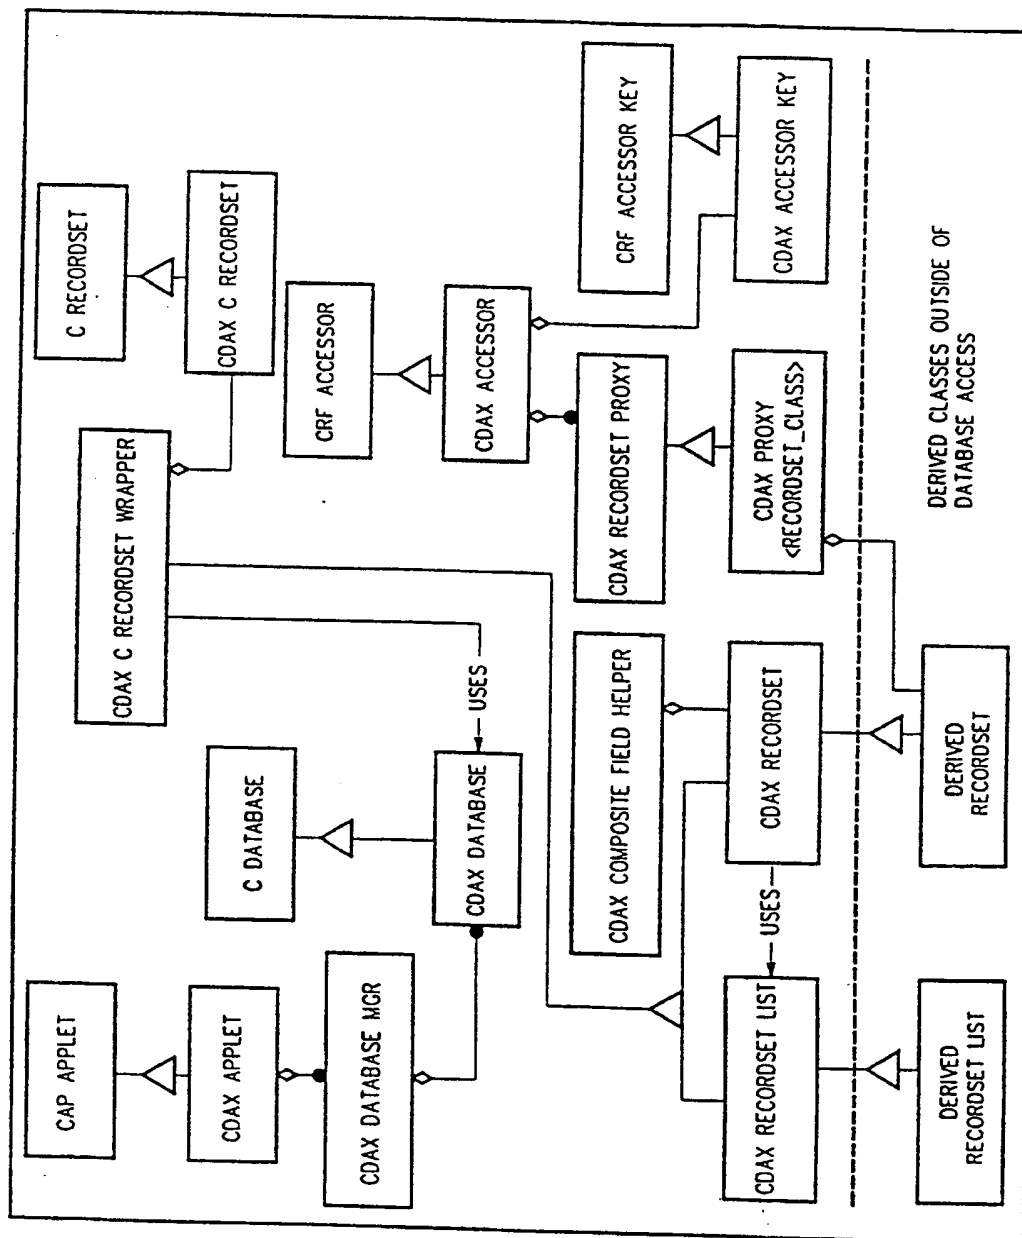 CAP APPLET
CDAX APPLET
CDAX DATABASE MGR
C DATABASE
CDAX DATABASE
USES
CDAX C RECORDSET WRAPPER
C RECORDSET
CDAX C RECORDSET
CRF ACCESSOR
CDAX ACCESSOR
CRF ACCESSOR KEY
CDAX ACCESSOR KEY
CDAX RECORDSET PROXY
CDAX PROXY
<RECORDSET_CLASS>
CDAX COMPOSITE FIELD HELPER
CDAX RECORDSET
USES
CDAX RECORDSET LIST
DERIVED
RECORDSET LIST
DERIVED
RECORDSET
DERIVED CLASSES OUTSIDE OF
DATABASE ACCESS